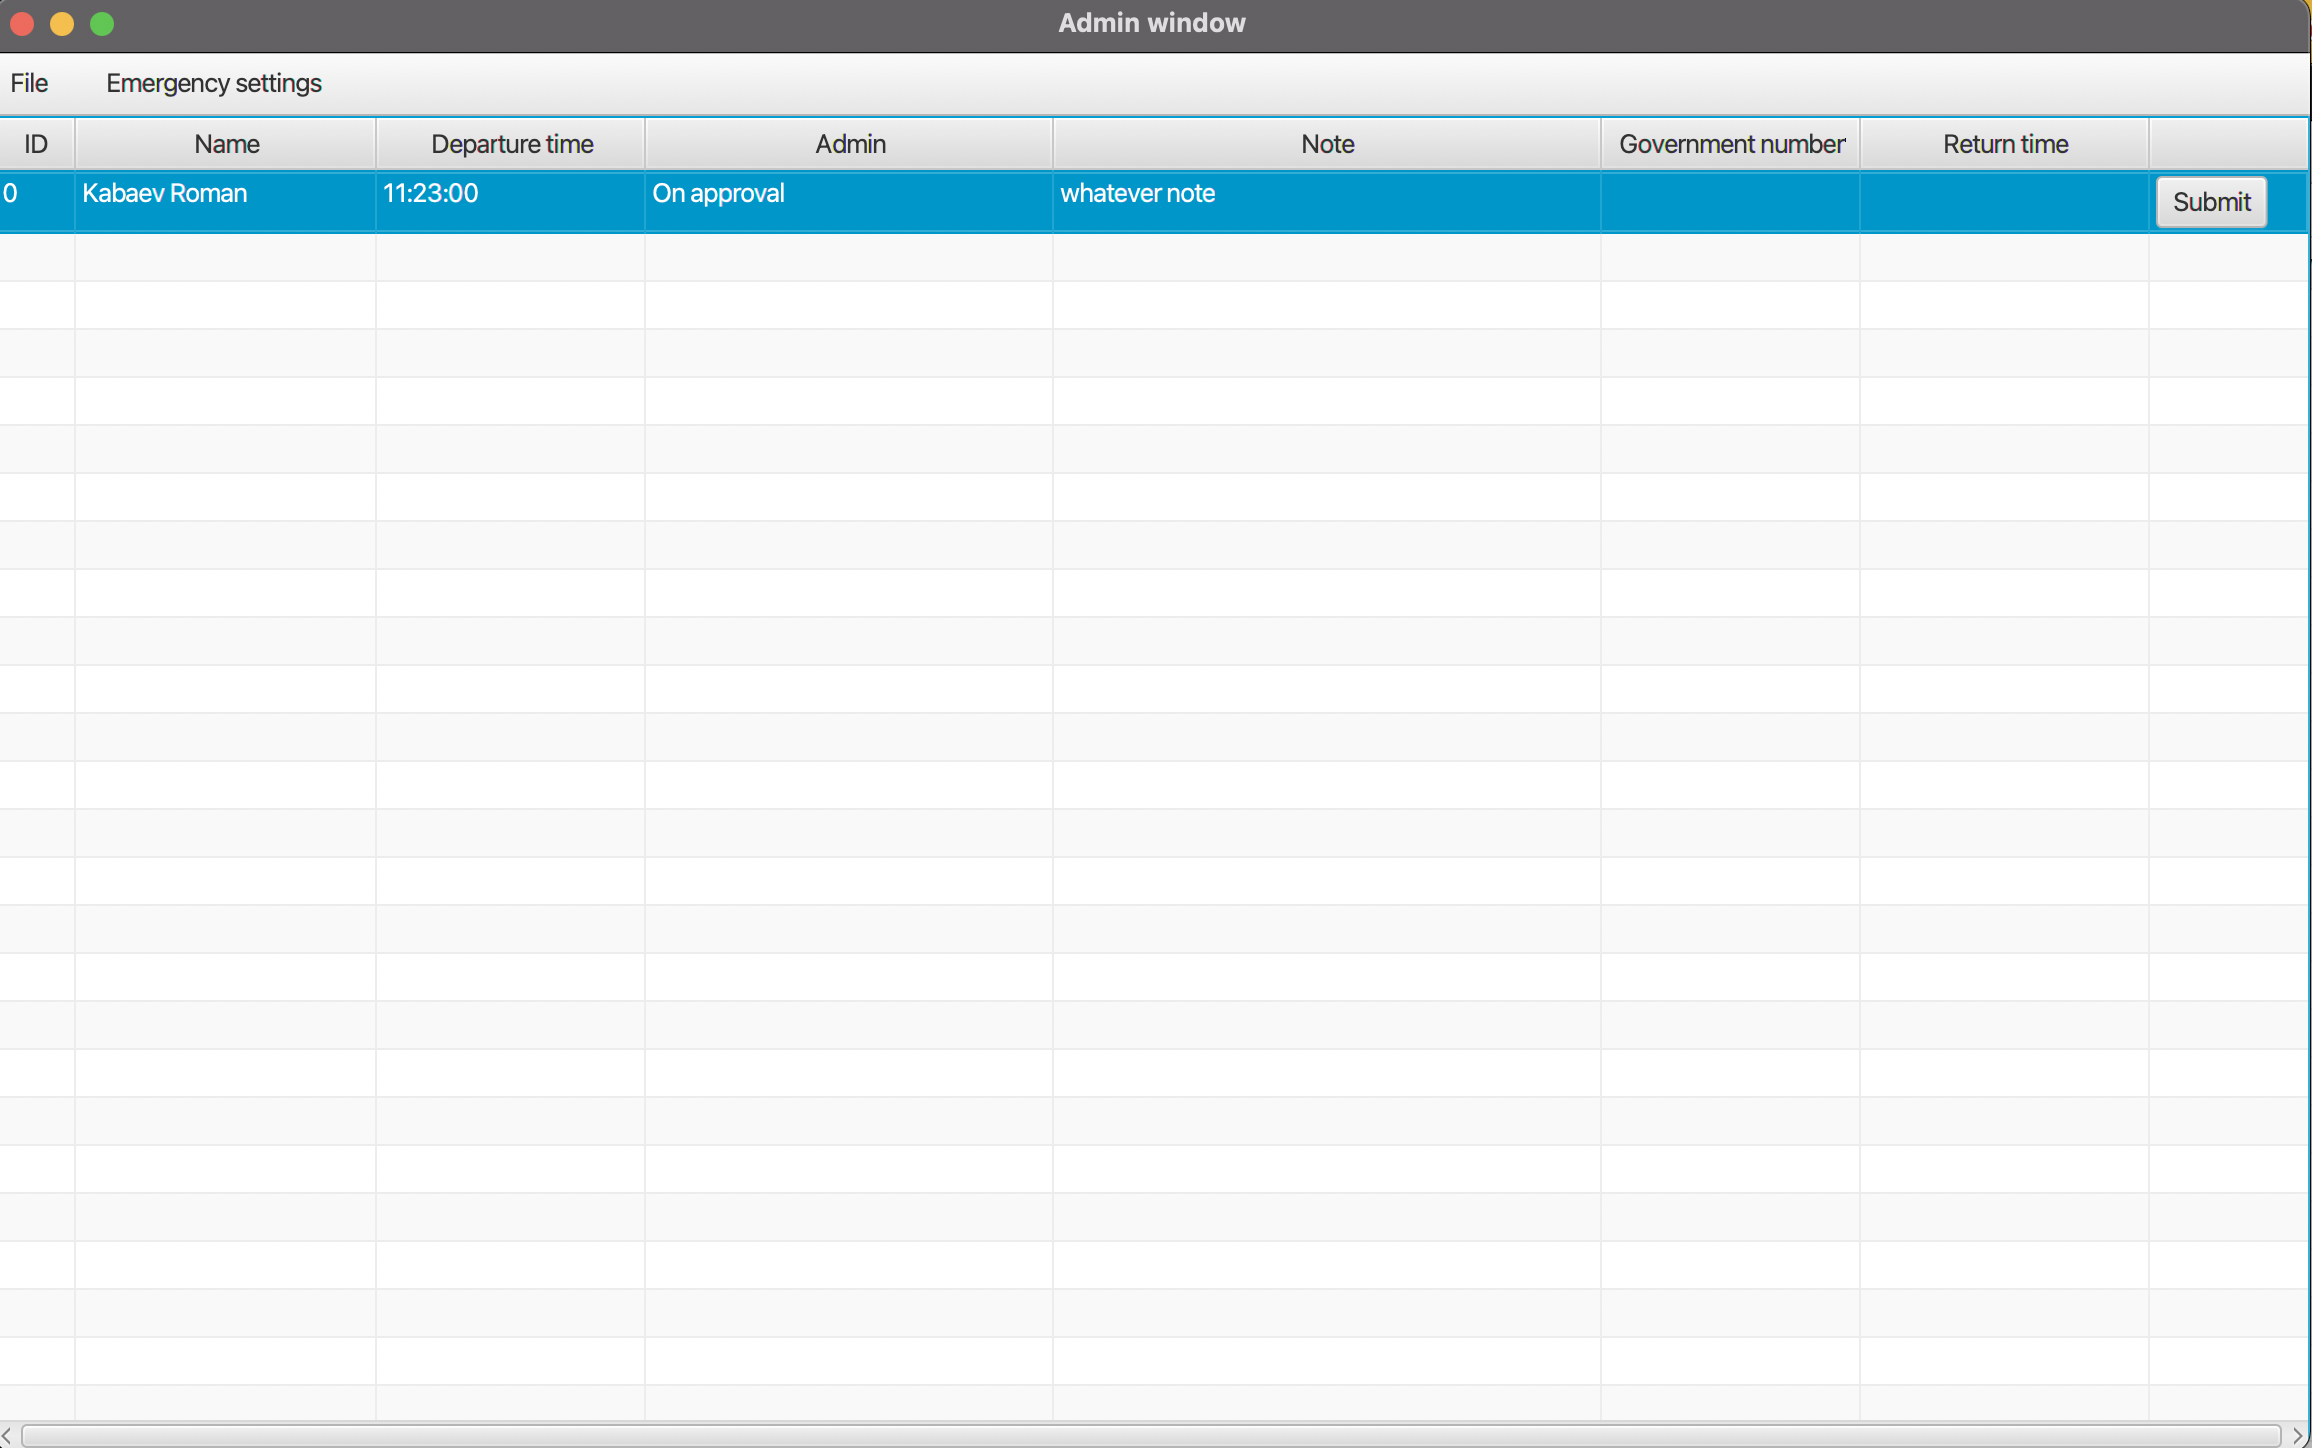 Admin window
File Emergency settings
ID Name Departure time Admin Note Government number Return time
0 Kabaev Roman 11:23:00 On approval whatever note Submit